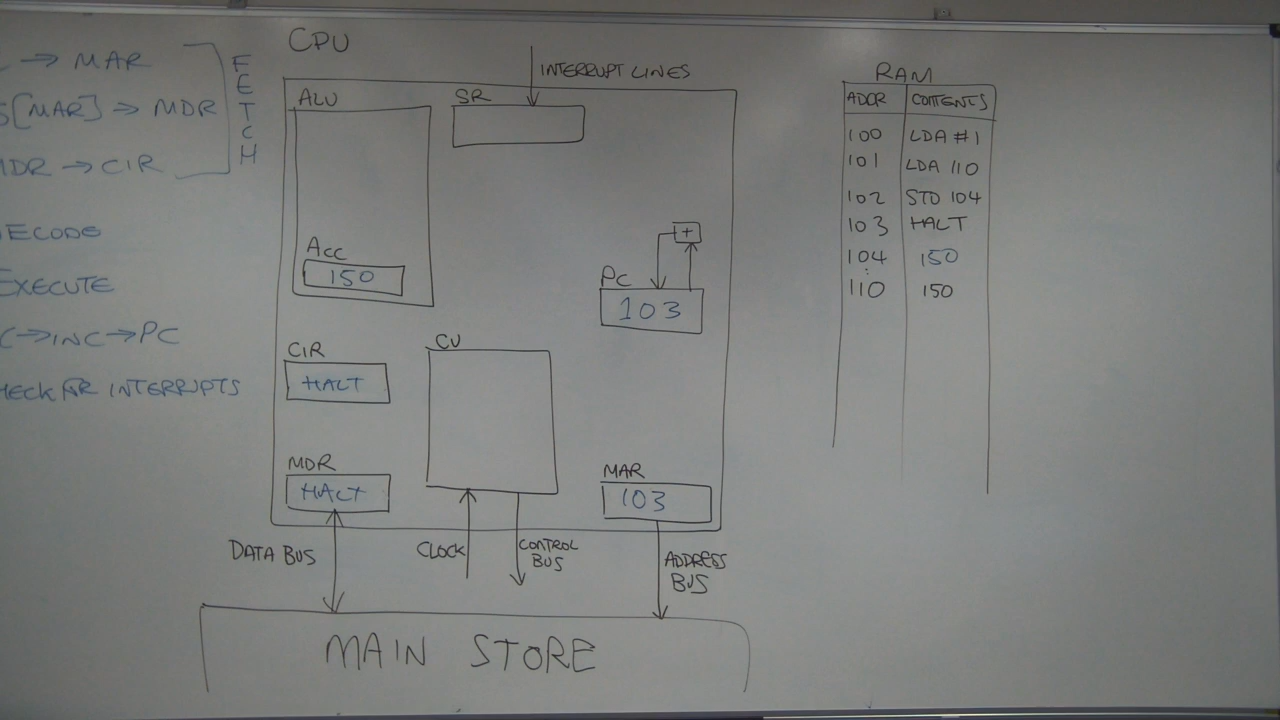 → MAR
S[MAR] → MDR
MDR → CIR
FETCH
DECODE
EXECUTE
C→INC→PC
HECK FOR INTERRUPTS
CPU
INTERRUPT LINES
ALU
SR
ACC
150
+
PC
103
CIR
HALT
CU
MDR
HALT
MAR
103
DATA BUS
CLOCK
CONTROL
BUS
ADDRESS
BUS
MAIN STORE
RAM
ADDR CONTENTS
100 LDA #1
101 LDA 110
102 STO 104
103 HALT
104 150
:
110 150